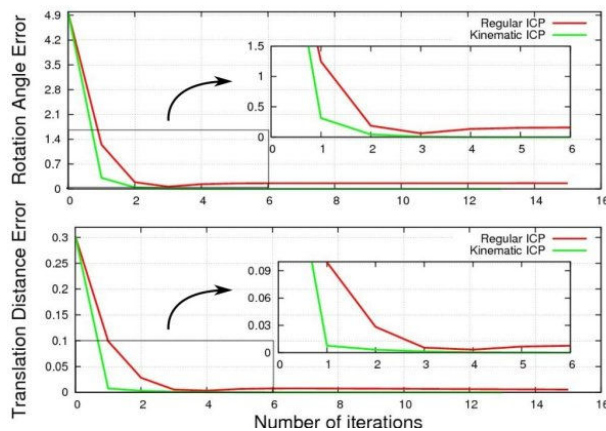 Rotation Angle Error
4.9
4.2
3.5
2.8
2.1
1.4
0.7
0
Regular ICP
Kinematic ICP
1.5
1
0.5
0
0 1 2 3 4 5 6
0 2 4 6 8 10 12 14 16
Translation Distance Error
0.3
0.25
0.2
0.15
0.1
0.05
0
Regular ICP
Kinematic ICP
0.09
0.06
0.03
0
0 1 2 3 4 5 6
0 2 4 6 8 10 12 14 16
Number of iterations